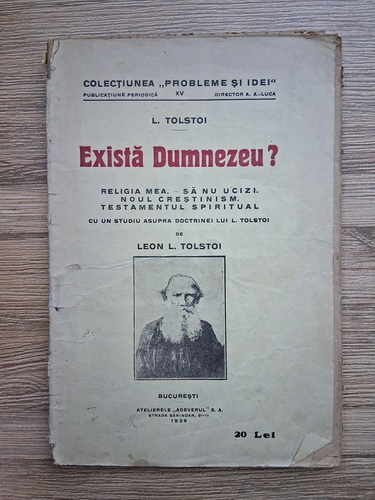 COLECȚIUNEA „PROBLEME ȘI IDEI“
PUBLICAȚIUNE PERIODICĂ XV DIRECTOR A. A.-LUCA
L. TOLSTOI
Există Dumnezeu?
RELIGIA MEA. - SĂ NU UCIZI.
NOUL CREȘTINISM.
TESTAMENTUL SPIRITUAL
CU UN STUDIU ASUPRA DOCTRINEI LUI L. TOLSTOI
DE
LEON L. TOLSTOI
BUCUREȘTI
ATELIERELE „ADEVERUL“ S. A.
STRADA SĂRINDAR, 9—11
20 Lei